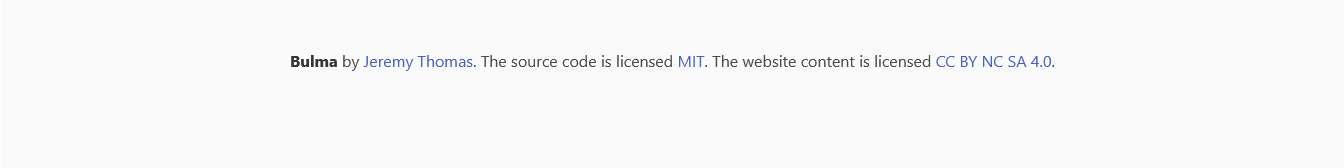 Bulma by Jeremy Thomas. The source code is licensed MIT. The website content is licensed CC BY NC SA 4.0.